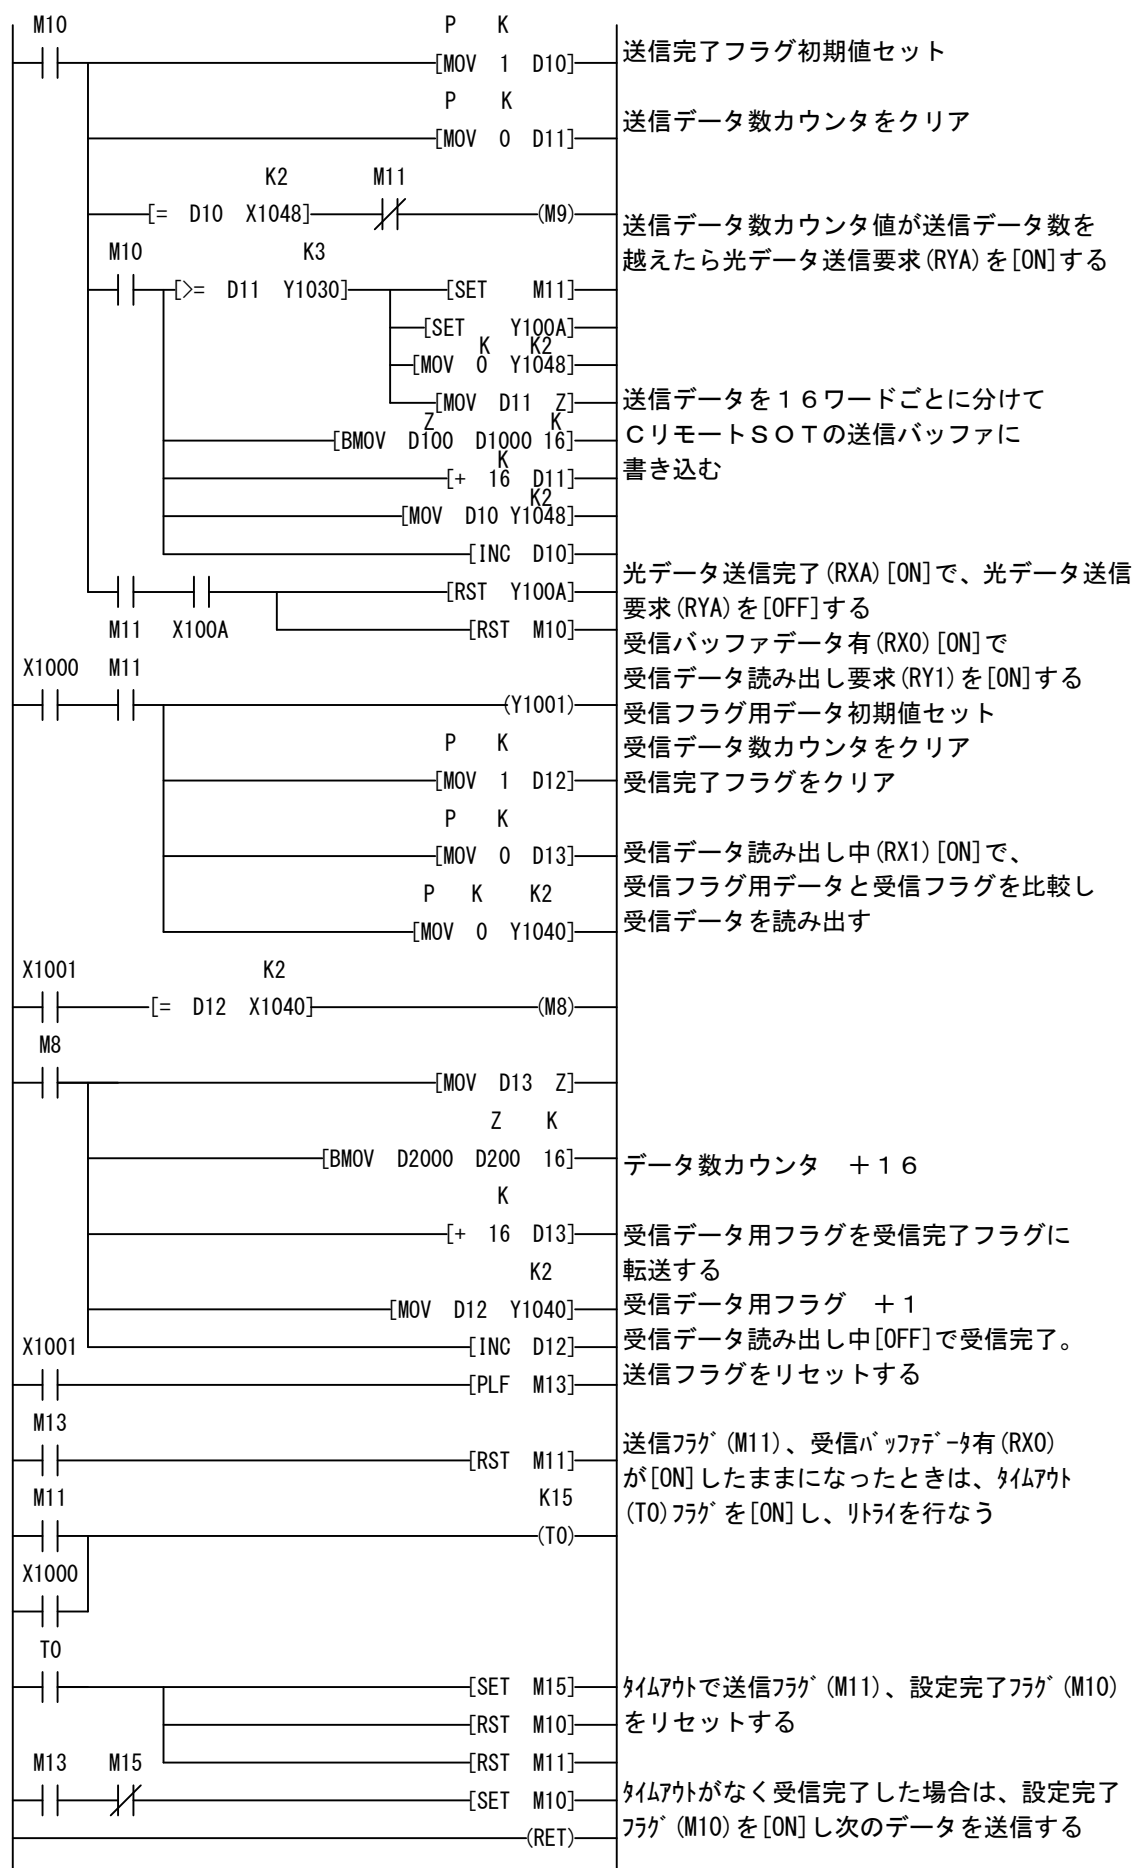 M10
P K
[MOV 1 D10]
送信完了フラグ初期値セット
P K
[MOV 0 D11]
送信データ数カウンタをクリア
K2 M11
[= D10 X1048]
(M9)
送信データ数カウンタ値が送信データ数を
越えたら光データ送信要求(RYA)を[ON]する
M10 K3
[>= D11 Y1030]
[SET M11]
[SET Y100A]
K K2
[MOV 0 Y1048]
[MOV D11 Z]
送信データを１６ワードごとに分けて
ＣリモートＳＯＴの送信バッファに
書き込む
Z K
[BMOV D100 D1000 16]
K
[+ 16 D11]
K2
[MOV D10 Y1048]
[INC D10]
光データ送信完了(RXA)[ON]で、光データ送信
要求(RYA)を[OFF]する
[RST Y100A]
M11 X100A
[RST M10]
受信バッファデータ有(RX0)[ON]で
受信データ読み出し要求(RY1)を[ON]する
X1000 M11
(Y1001)
受信フラグ用データ初期値セット
受信データ数カウンタをクリア
受信完了フラグをクリア
P K
[MOV 1 D12]
P K
[MOV 0 D13]
受信データ読み出し中(RX1)[ON]で、
受信フラグ用データと受信フラグを比較し
受信データを読み出す
P K K2
[MOV 0 Y1040]
X1001 K2
[= D12 X1040]
(M8)
M8
[MOV D13 Z]
Z K
[BMOV D2000 D200 16]
データ数カウンタ ＋１６
K
[+ 16 D13]
受信データ用フラグを受信完了フラグに
転送する
K2
[MOV D12 Y1040]
受信データ用フラグ ＋１
[INC D12]
受信データ読み出し中[OFF]で受信完了。
送信フラグをリセットする
X1001
[PLF M13]
M13
[RST M11]
送信ﾌﾗｸﾞ(M11)、受信ﾊﾞｯﾌｧﾃﾞｰﾀ有(RX0)
が[ON]したままになったときは、ﾀｲﾑｱｳﾄ
(T0)ﾌﾗｸﾞを[ON]し、ﾘﾄﾗｲを行なう
M11 K15
(T0)
X1000
T0
[SET M15]
ﾀｲﾑｱｳﾄで送信ﾌﾗｸﾞ(M11)、設定完了ﾌﾗｸﾞ(M10)
をリセットする
[RST M10]
[RST M11]
M13 M15
[SET M10]
ﾀｲﾑｱｳﾄがなく受信完了した場合は、設定完了
ﾌﾗｸﾞ(M10)を[ON]し次のデータを送信する
(RET)